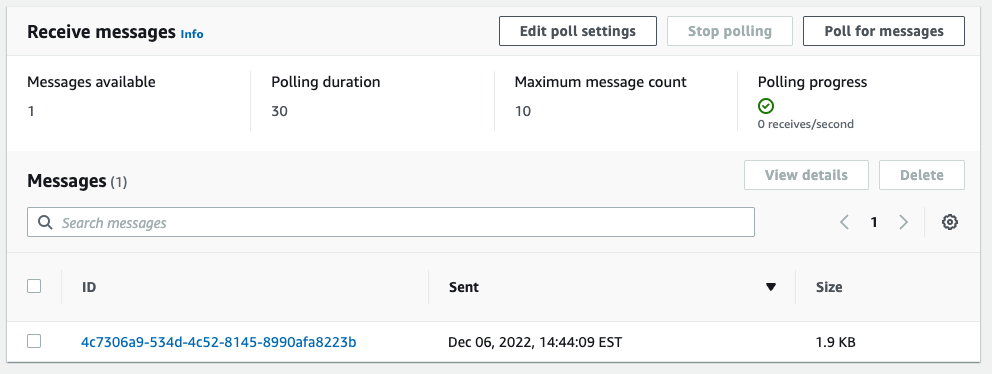 Receive messages Info
Edit poll settings
Stop polling
Poll for messages
Messages available
Polling duration
Maximum message count
Polling progress
1
30
10
0 receives/second
Messages (1)
View details
Delete
Search messages
1
ID
Sent
Size
4c7306a9-534d-4c52-8145-8990afa8223b
Dec 06, 2022, 14:44:09 EST
1.9 KB